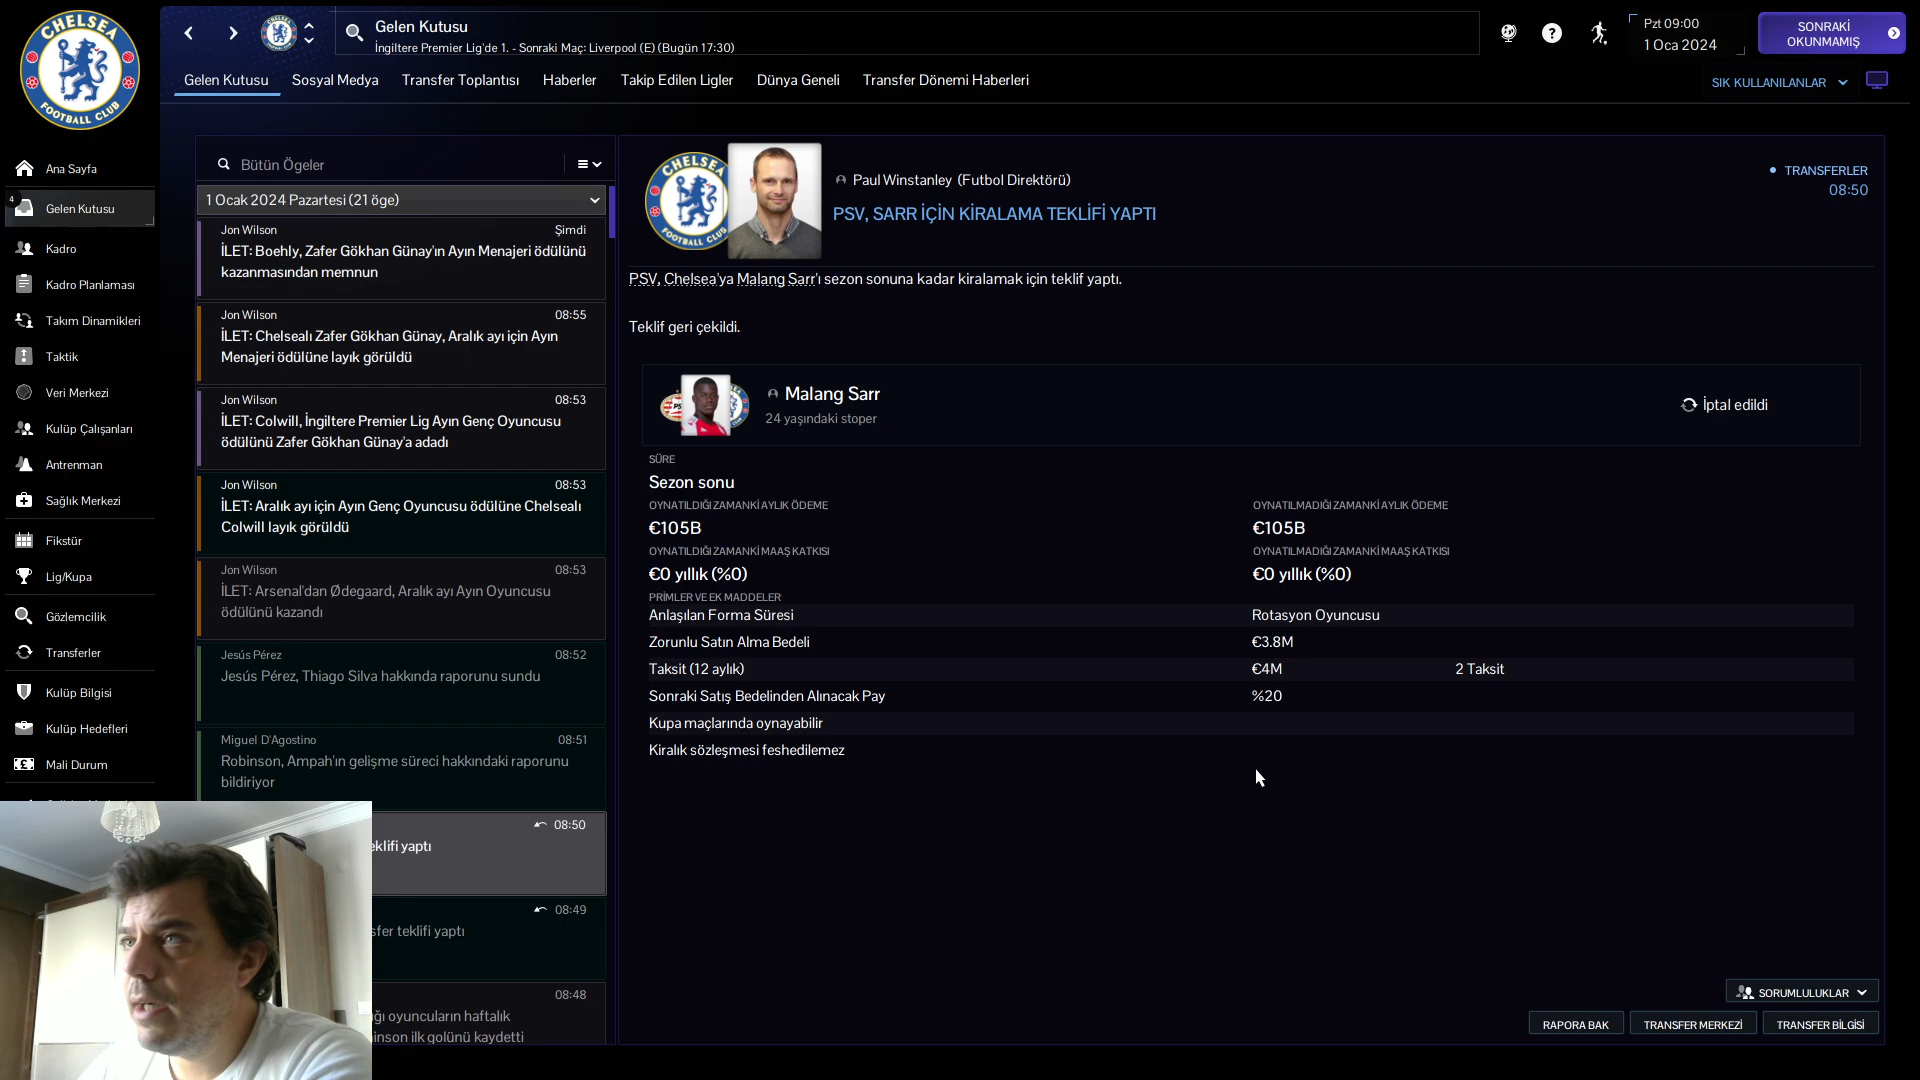 CHELSEA
FOOTBALL CLUB
Gelen Kutusu
İngiltere Premier Lig'de 1. - Sonraki Maç: Liverpool (E) (Bugün 17:30)
Pzt 09:00
1 Oca 2024
SONRAKİ
OKUNMAMIŞ
Gelen Kutusu
Sosyal Medya
Transfer Toplantısı
Haberler
Takip Edilen Ligler
Dünya Geneli
Transfer Dönemi Haberleri
SIK KULLANILANLAR
Ana Sayfa
4
Gelen Kutusu
Kadro
Kadro Planlaması
Takım Dinamikleri
Taktik
Veri Merkezi
Kulüp Çalışanları
Antrenman
Sağlık Merkezi
Fikstür
Lig/Kupa
Gözlemcilik
Transferler
Kulüp Bilgisi
Kulüp Hedefleri
Mali Durum
Bütün Ögeler
1 Ocak 2024 Pazartesi (21 öge)
Jon Wilson Şimdi
İLET: Boehly, Zafer Gökhan Günay'ın Ayın Menajeri ödülünü
kazanmasından memnun
Jon Wilson 08:55
İLET: Chelsealı Zafer Gökhan Günay, Aralık ayı için Ayın
Menajeri ödülüne layık görüldü
Jon Wilson 08:53
İLET: Colwill, İngiltere Premier Lig Ayın Genç Oyuncusu
ödülünü Zafer Gökhan Günay'a adadı
Jon Wilson 08:53
İLET: Aralık ayı için Ayın Genç Oyuncusu ödülüne Chelsealı
Colwill layık görüldü
Jon Wilson 08:53
İLET: Arsenal'dan Ødegaard, Aralık ayı Ayın Oyuncusu
ödülünü kazandı
Jesús Pérez 08:52
Jesús Pérez, Thiago Silva hakkında raporunu sundu
Miguel D'Agostino 08:51
Robinson, Ampah'ın gelişme süreci hakkındaki raporunu
bildiriyor
08:50
eklifi yaptı
08:49
sfer teklifi yaptı
08:48
ğı oyuncuların haftalık
inson ilk golünü kaydetti
CHELSEA
FOOTBALL CLUB
Paul Winstanley (Futbol Direktörü)
PSV, SARR İÇİN KİRALAMA TEKLİFİ YAPTI
TRANSFERLER
08:50
PSV, Chelsea'ya Malang Sarr'ı sezon sonuna kadar kiralamak için teklif yaptı.
Teklif geri çekildi.
Malang Sarr
24 yaşındaki stoper
İptal edildi
SÜRE
Sezon sonu
OYNATILDIĞI ZAMANKİ AYLIK ÖDEME OYNATILMADIĞI ZAMANKİ AYLIK ÖDEME
€105B €105B
OYNATILDIĞI ZAMANKİ MAAŞ KATKISI OYNATILMADIĞI ZAMANKİ MAAŞ KATKISI
€0 yıllık (%0) €0 yıllık (%0)
PRİMLER VE EK MADDELER
Anlaşılan Forma Süresi Rotasyon Oyuncusu
Zorunlu Satın Alma Bedeli €3.8M
Taksit (12 aylık) €4M 2 Taksit
Sonraki Satış Bedelinden Alınacak Pay %20
Kupa maçlarında oynayabilir
Kiralık sözleşmesi feshedilemez
SORUMLULUKLAR
RAPORA BAK
TRANSFER MERKEZİ
TRANSFER BİLGİSİ